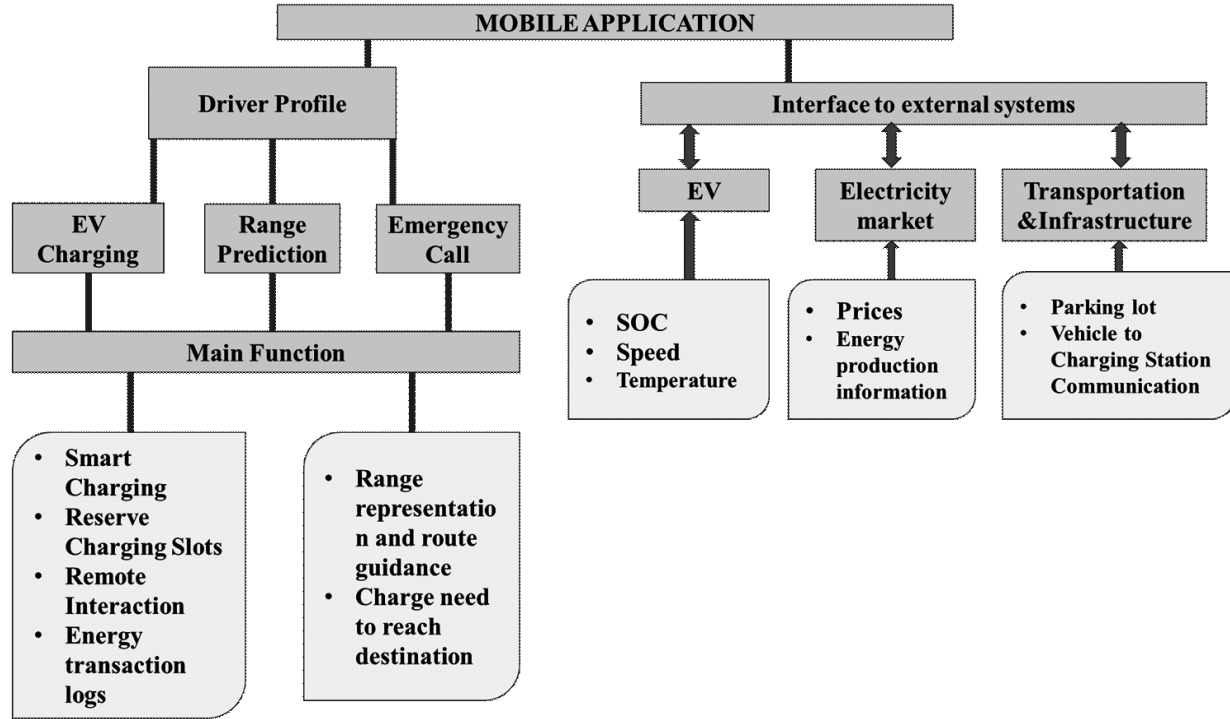 MOBILE APPLICATION
Driver Profile
EV
Charging
Range
Prediction
Emergency
Call
Main Function
• Smart
Charging
• Reserve
Charging Slots
• Remote
Interaction
• Energy
transaction
logs
• Range
representatio
n and route
guidance
• Charge need
to reach
destination
Interface to external systems
EV
Electricity
market
Transportation
&Infrastructure
• SOC
• Speed
• Temperature
• Prices
• Energy
production
information
• Parking lot
• Vehicle to
Charging Station
Communication